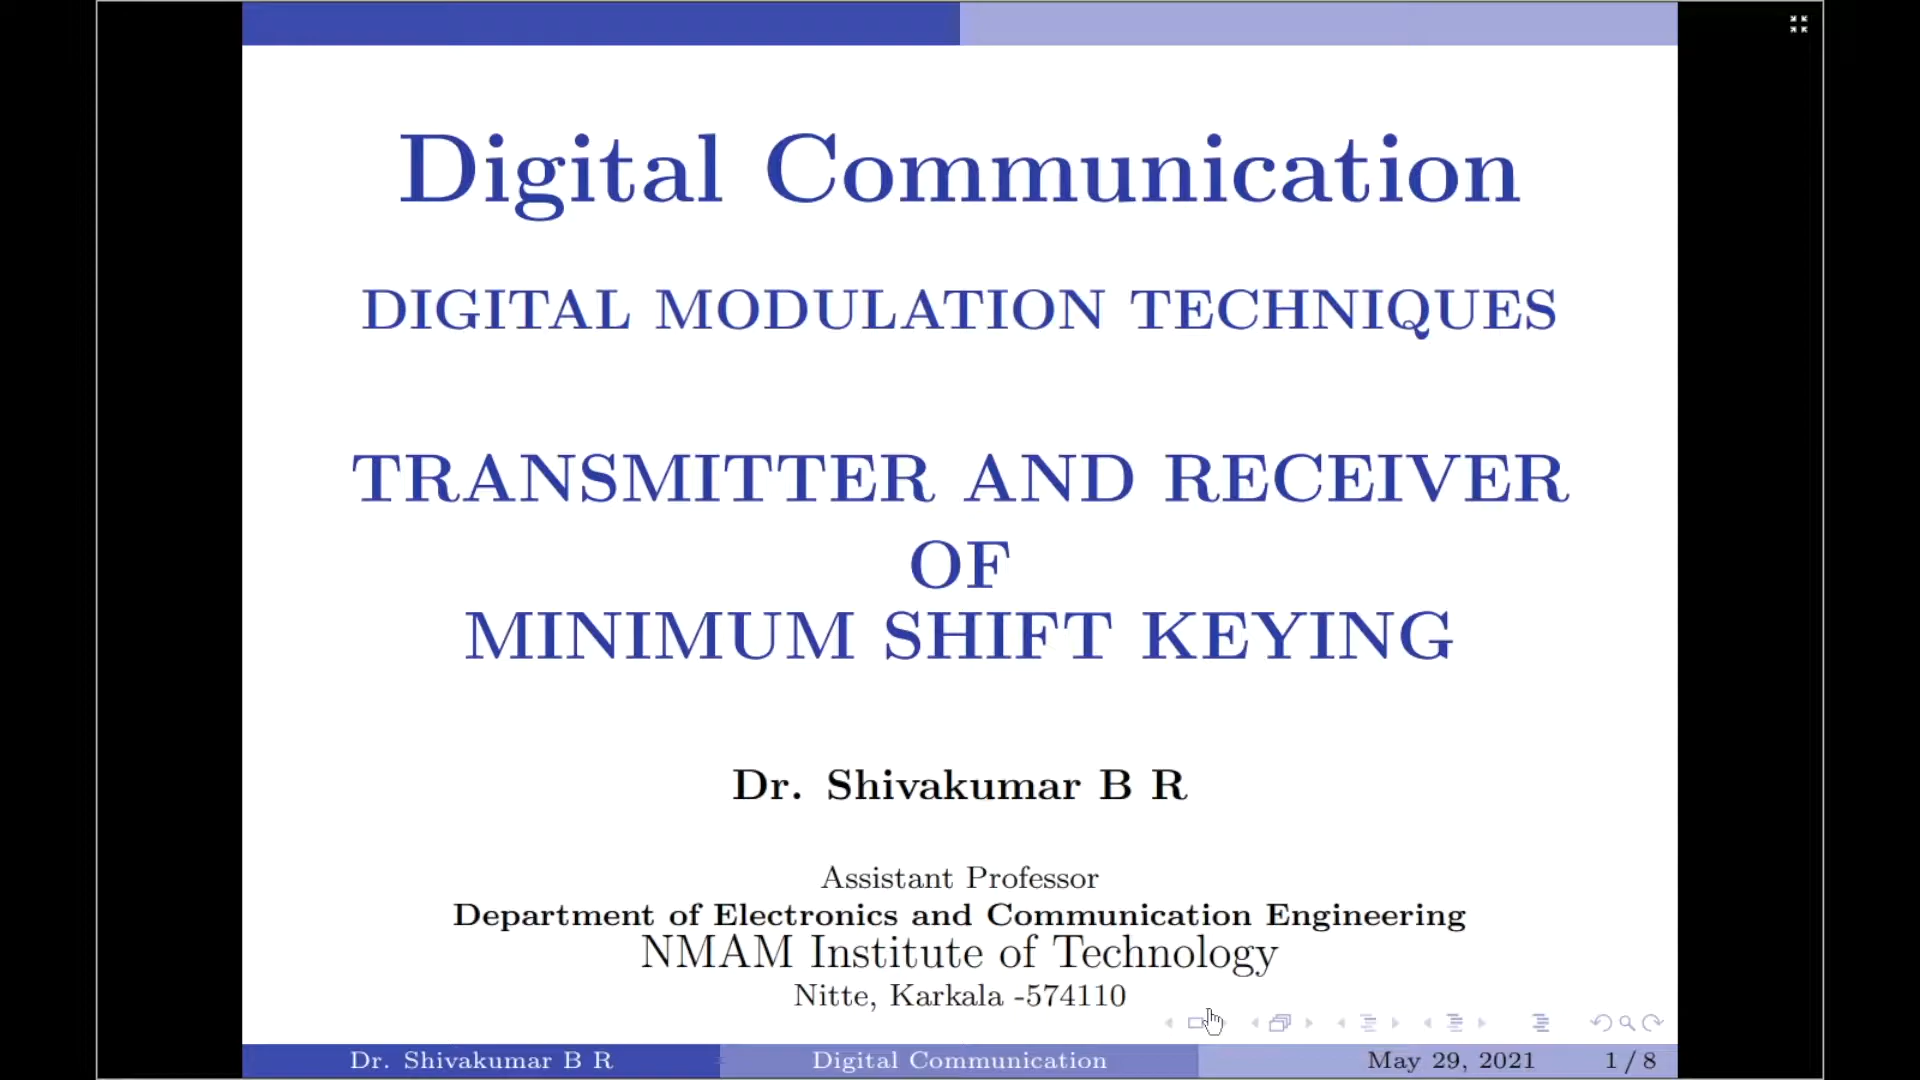 Digital Communication
DIGITAL MODULATION TECHNIQUES
TRANSMITTER AND RECEIVER
OF
MINIMUM SHIFT KEYING
Dr. Shivakumar B R
Assistant Professor
Department of Electronics and Communication Engineering
NMAM Institute of Technology
Nitte, Karkala -574110
Dr. Shivakumar B R Digital Communication May 29, 2021 1 / 8